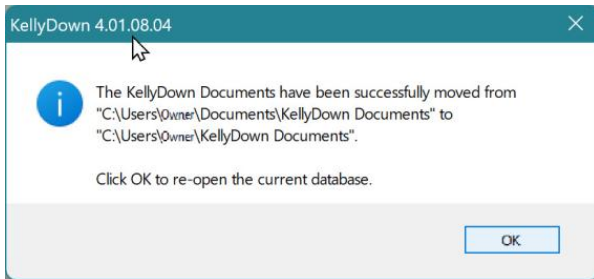 KellyDown 4.01.08.04
The KellyDown Documents have been successfully moved from
"C:\Users\Owner\Documents\KellyDown Documents" to
"C:\Users\Owner\KellyDown Documents".
Click OK to re-open the current database.
OK